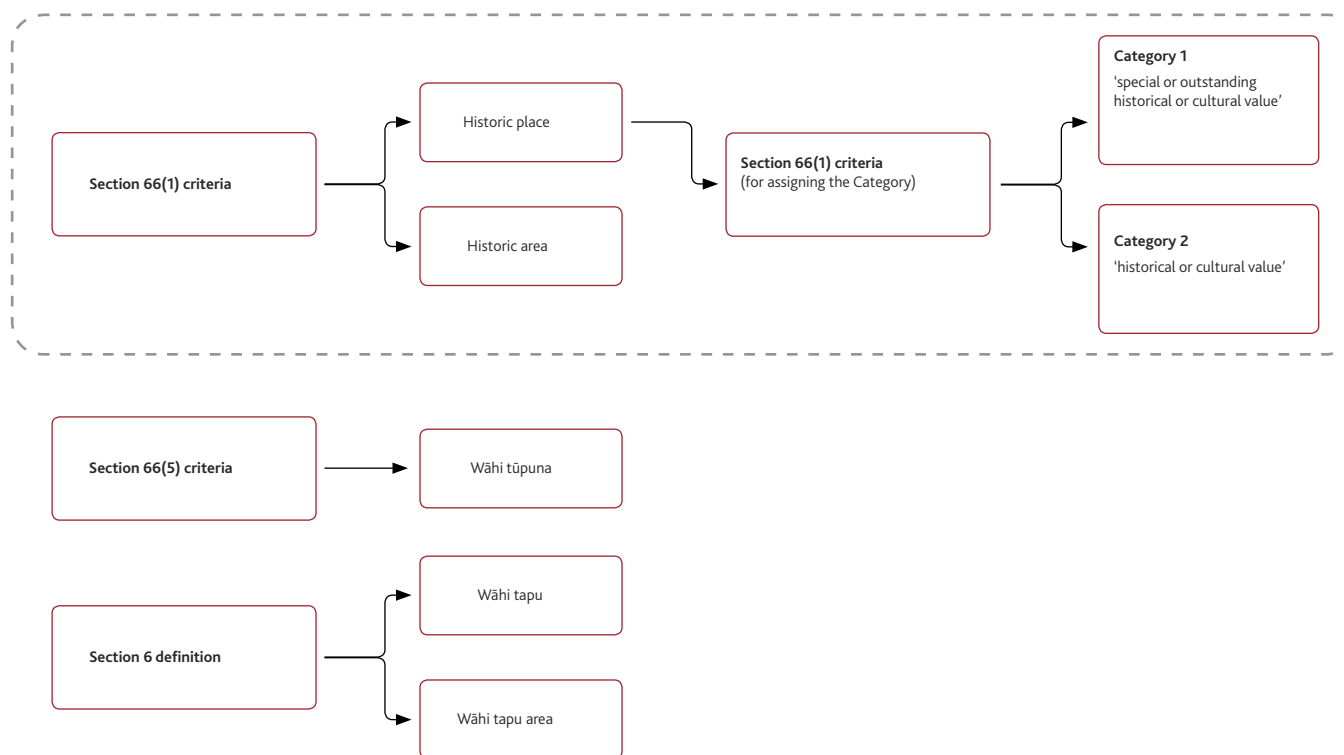 Section 66(1) criteria
Historic place
Historic area
Section 66(1) criteria
(for assigning the Category)
Category 1
‘special or outstanding
historical or cultural value’
Category 2
‘historical or cultural value’
Section 66(5) criteria
Wāhi tūpuna
Section 6 definition
Wāhi tapu
Wāhi tapu area